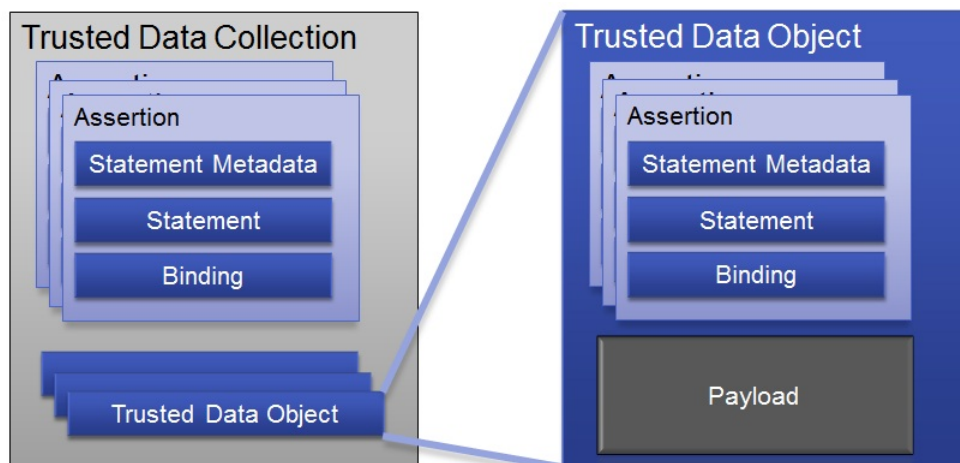 Trusted Data Collection
Assertion
Statement Metadata
Statement
Binding
Trusted Data Object
Trusted Data Object
Assertion
Statement Metadata
Statement
Binding
Payload